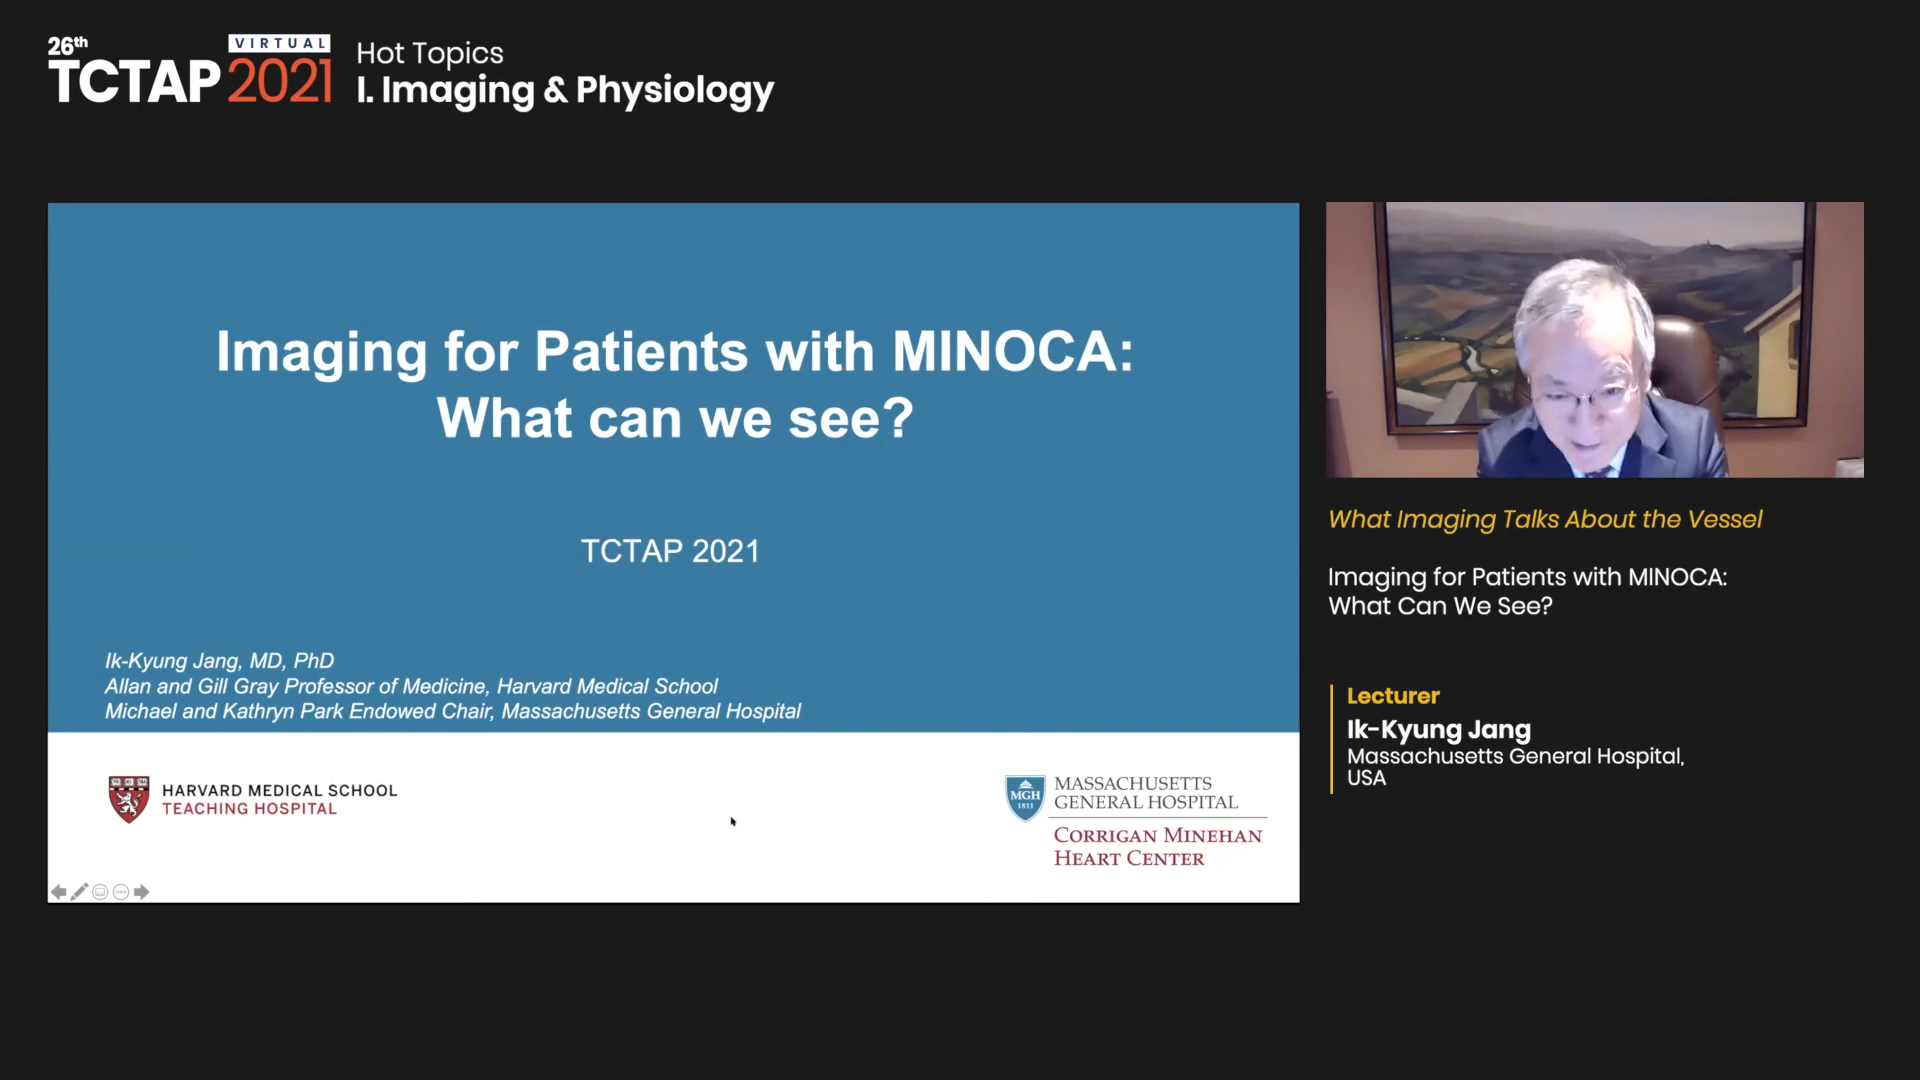 26th
VIRTUAL
TCTAP 2021
Hot Topics
I. Imaging & Physiology
Imaging for Patients with MINOCA:
What can we see?
TCTAP 2021
Ik-Kyung Jang, MD, PhD
Allan and Gill Gray Professor of Medicine, Harvard Medical School
Michael and Kathryn Park Endowed Chair, Massachusetts General Hospital
HARVARD MEDICAL SCHOOL
TEACHING HOSPITAL
MGH
1811
MASSACHUSETTS
GENERAL HOSPITAL
CORRIGAN MINEHAN
HEART CENTER
What Imaging Talks About the Vessel
Imaging for Patients with MINOCA:
What Can We See?
Lecturer
Ik-Kyung Jang
Massachusetts General Hospital,
USA